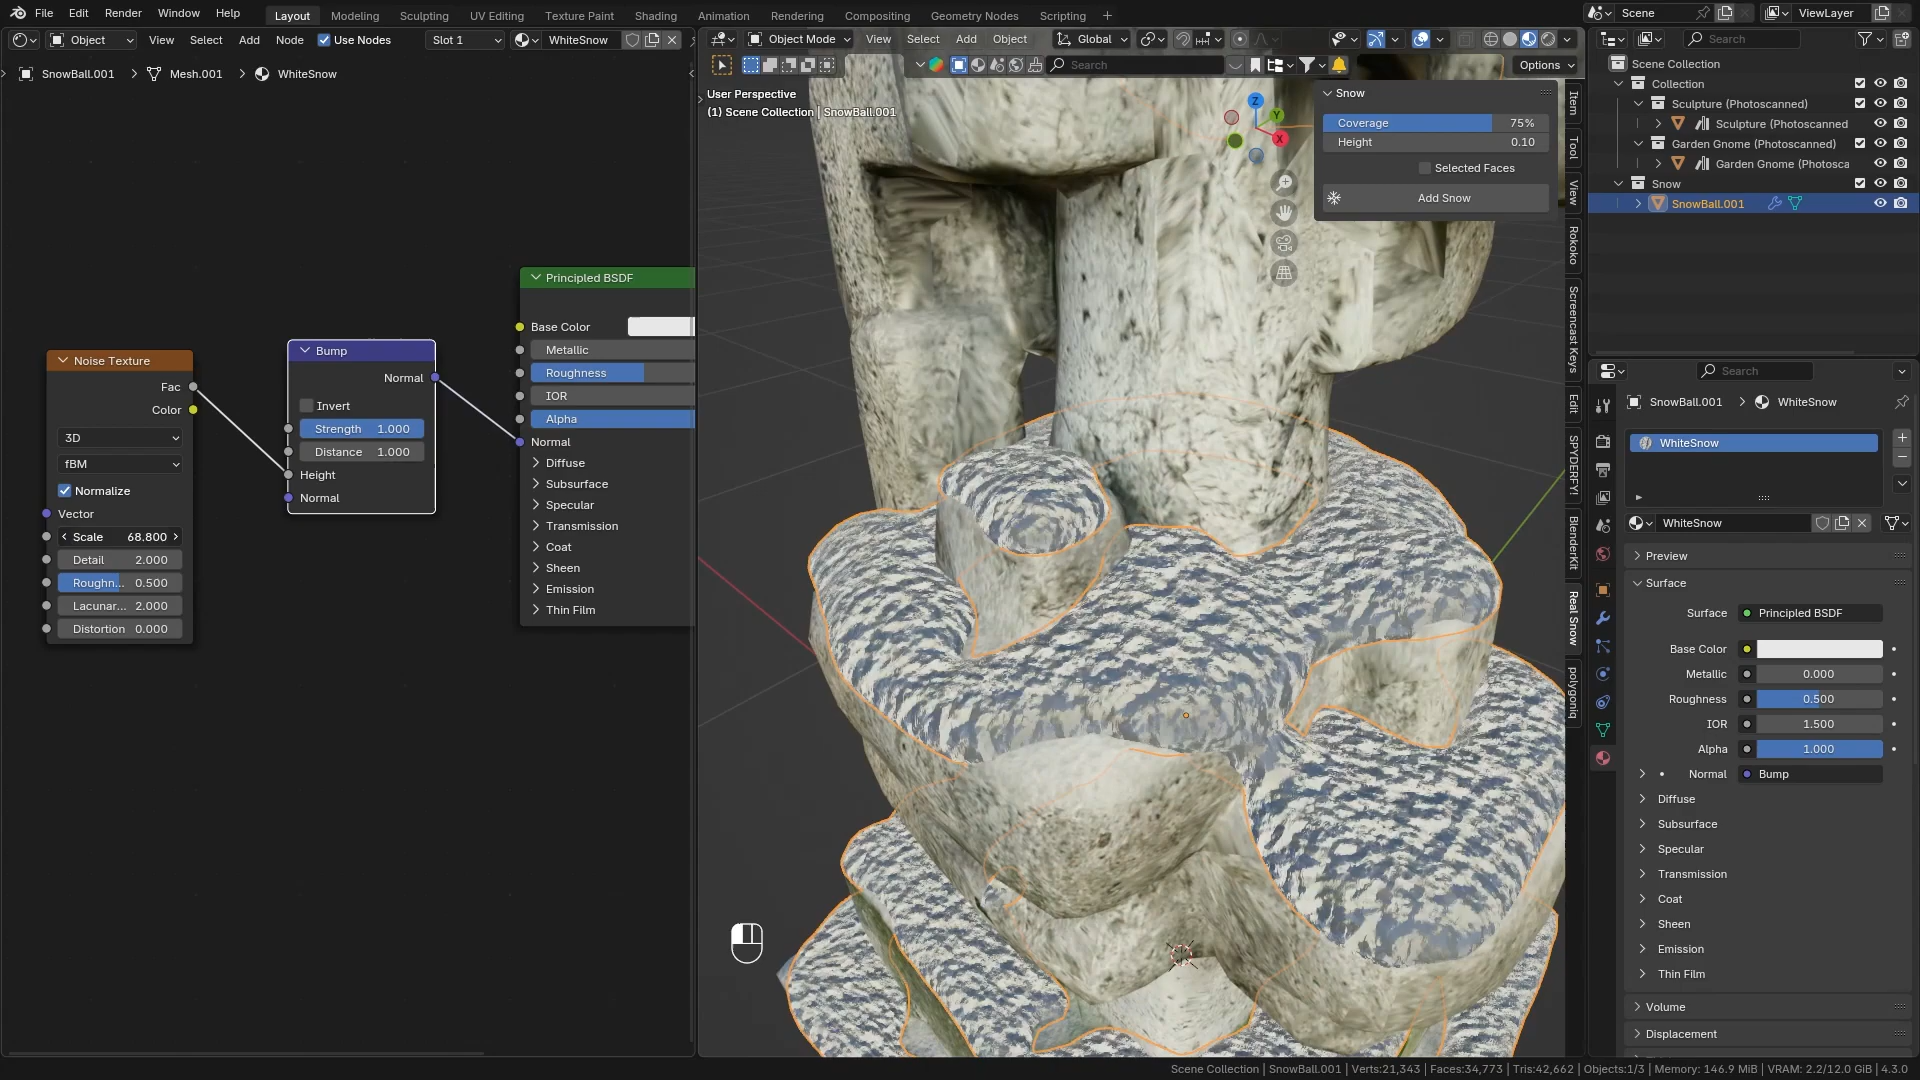 File Edit Render Window Help Layout Modeling Sculpting UV Editing Texture Paint Shading Animation Rendering Compositing Geometry Nodes Scripting + Scene ViewLayer
Object View Select Add Node Use Nodes Slot 1 WhiteSnow
Object Mode View Select Add Object Global
Search
SnowBall.001 > Mesh.001 > WhiteSnow
Search
Options
User Perspective
(1) Scene Collection | SnowBall.001
Z
Y
X
Snow
Coverage 75%
Height 0.10
Selected Faces
Add Snow
Item
Tool
View
Rokoko
Screencast Keys
Edit
SPYDERFY!
BlenderKit
Real Snow
polygoniq
Noise Texture
Fac
Color
3D
fBM
Normalize
Vector
Scale 68.800
Detail 2.000
Roughn... 0.500
Lacunar... 2.000
Distortion 0.000
Bump
Normal
Invert
Strength 1.000
Distance 1.000
Height
Normal
Principled BSDF
Base Color
Metallic
Roughness
IOR
Alpha
Normal
Diffuse
Subsurface
Specular
Transmission
Coat
Sheen
Emission
Thin Film
Scene Collection
Collection
Sculpture (Photoscanned)
Sculpture (Photoscanned
Garden Gnome (Photoscanned)
Garden Gnome (Photosca
Snow
SnowBall.001
Search
SnowBall.001 > WhiteSnow
WhiteSnow
WhiteSnow
Preview
Surface
Surface Principled BSDF
Base Color
Metallic 0.000
Roughness 0.500
IOR 1.500
Alpha 1.000
Normal Bump
Diffuse
Subsurface
Specular
Transmission
Coat
Sheen
Emission
Thin Film
Volume
Displacement
Scene Collection | SnowBall.001 | Verts:21,343 | Faces:34,773 | Tris:42,662 | Objects:1/3 | Memory: 146.9 MiB | VRAM: 2.2/12.0 GiB | 4.3.0